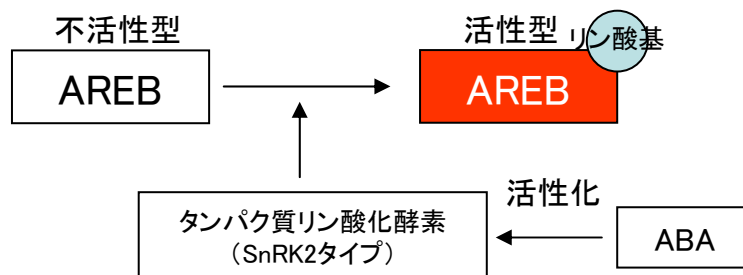 不活性型
活性型
リン酸基
AREB
AREB
活性化
タンパク質リン酸化酵素
（SnRK2タイプ）
ABA